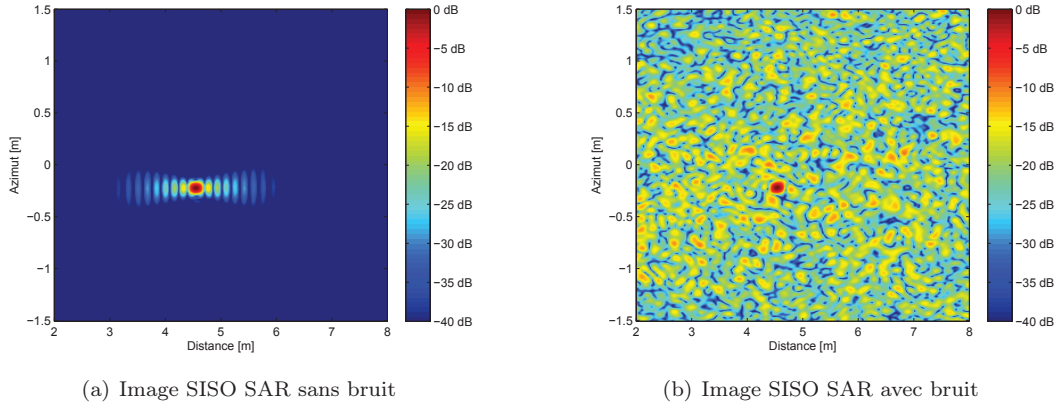 1.5
1
0.5
0
−0.5
−1
−1.5
Azimut [m]
2 3 4 5 6 7 8
Distance [m]
0 dB
−5 dB
−10 dB
−15 dB
−20 dB
−25 dB
−30 dB
−35 dB
−40 dB
(a) Image SISO SAR sans bruit
1.5
1
0.5
0
−0.5
−1
−1.5
Azimut [m]
2 3 4 5 6 7 8
Distance [m]
0 dB
−5 dB
−10 dB
−15 dB
−20 dB
−25 dB
−30 dB
−35 dB
−40 dB
(b) Image SISO SAR avec bruit